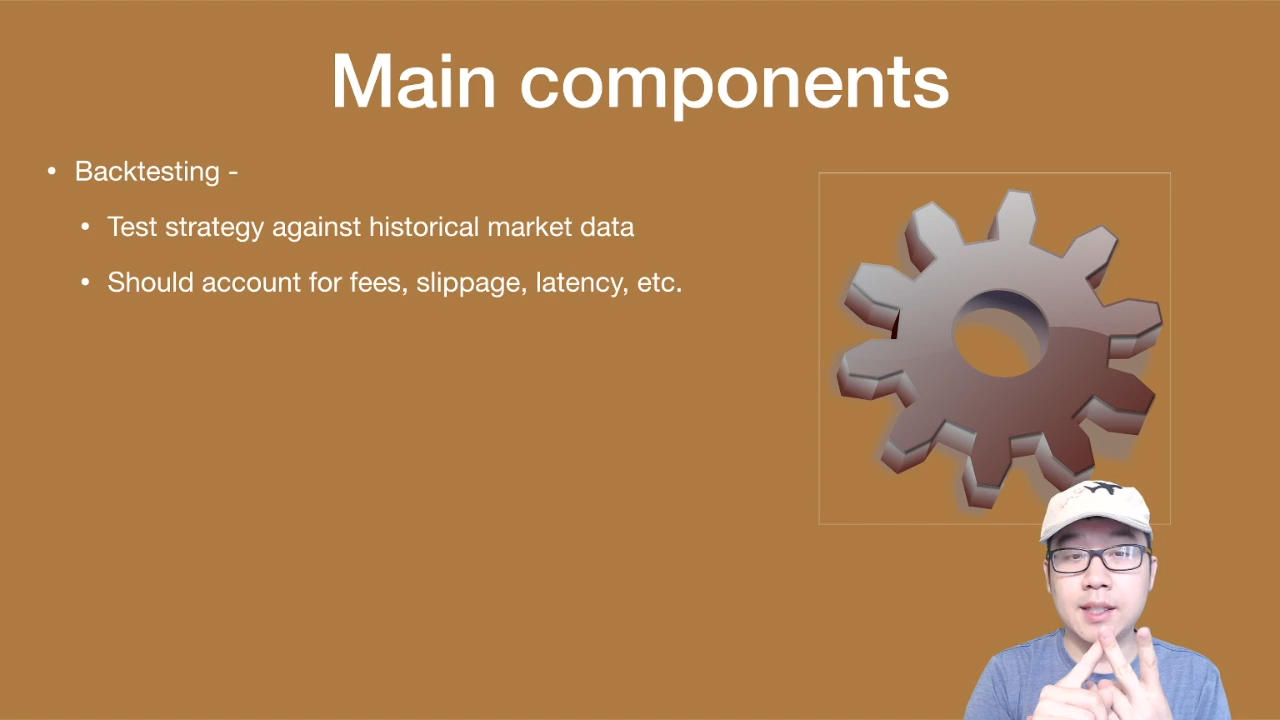 Main components
• Backtesting -
• Test strategy against historical market data
• Should account for fees, slippage, latency, etc.